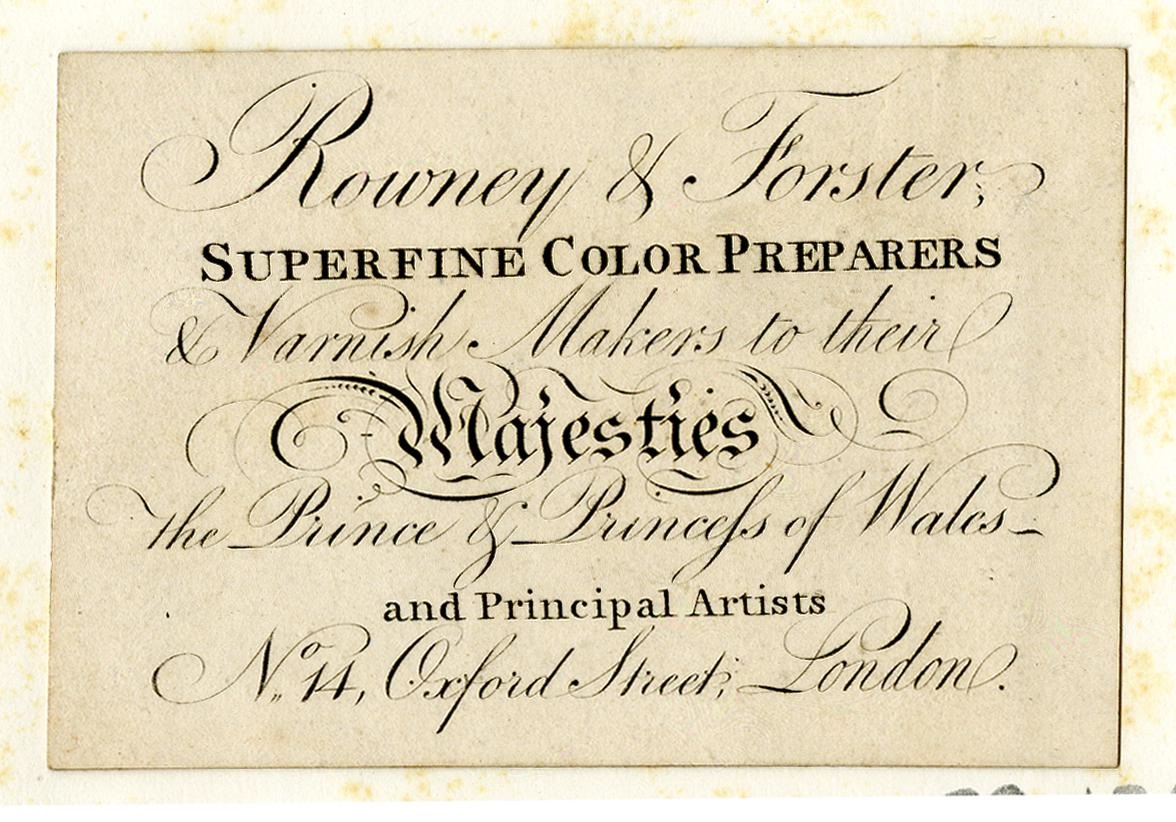 Rowney & Forster,
SUPERFINE COLOR PREPARERS
& Varnish Makers to their
Majesties
the Prince & Princeſs of Wales
and Principal Artists
No. 14, Oxford Street, London.